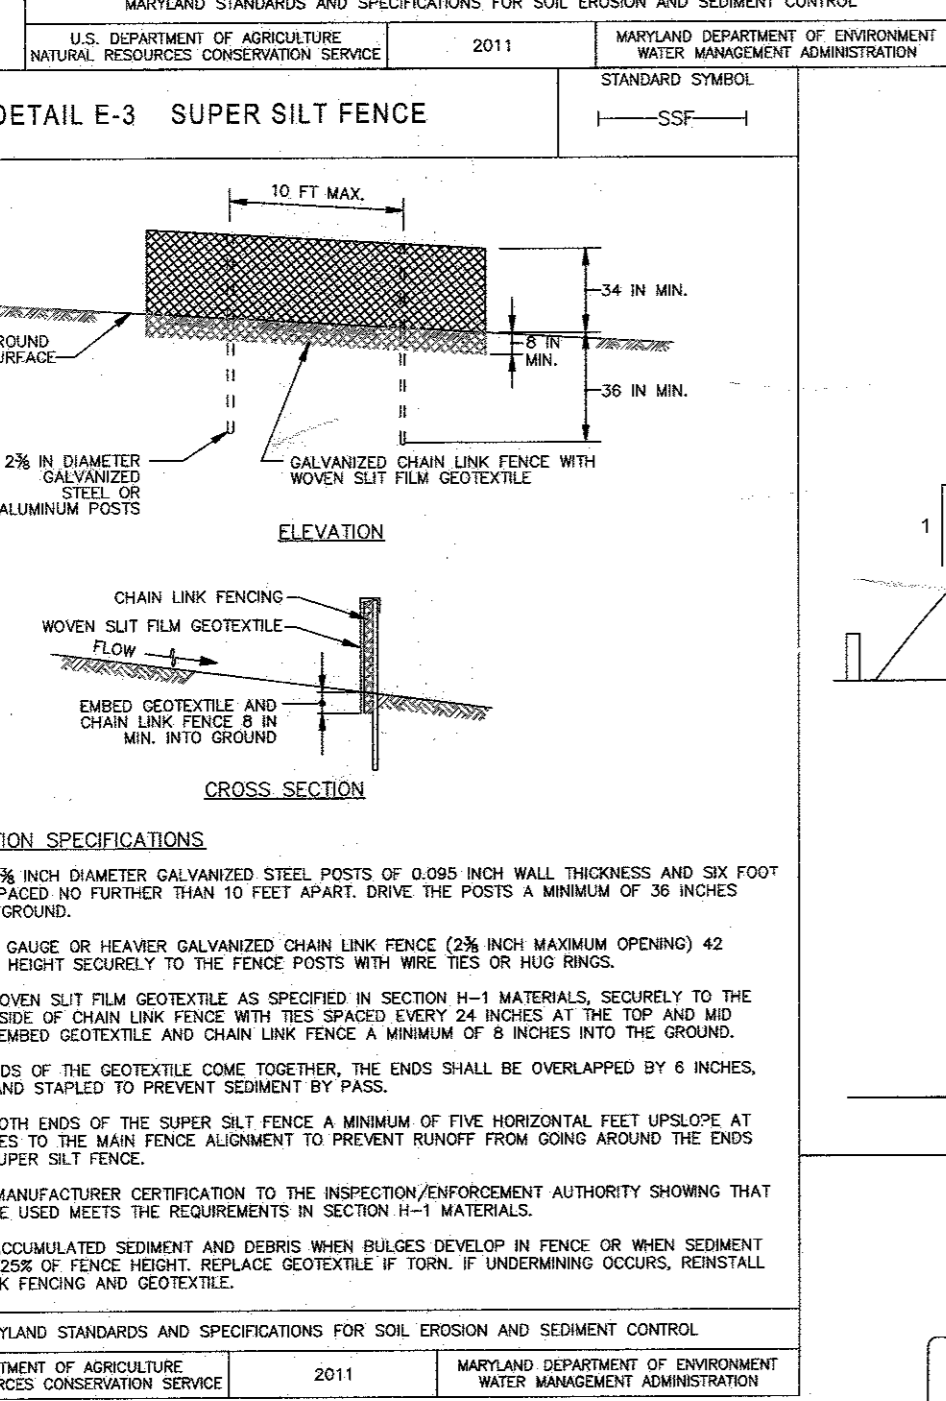 MARYLAND STANDARDS AND SPECIFICATIONS FOR SOIL EROSION AND SEDIMENT CONTROL
U.S. DEPARTMENT OF AGRICULTURE
NATURAL RESOURCES CONSERVATION SERVICE
2011
MARYLAND DEPARTMENT OF ENVIRONMENT
WATER MANAGEMENT ADMINISTRATION
DETAIL E-3 SUPER SILT FENCE
STANDARD SYMBOL
SSF
10 FT MAX.
34 IN MIN.
ROUND
URFACE
8 IN
MIN.
36 IN MIN.
2⅜ IN DIAMETER
GALVANIZED
STEEL OR
ALUMINUM POSTS
GALVANIZED CHAIN LINK FENCE WITH
WOVEN SLIT FILM GEOTEXTILE
ELEVATION
1
CHAIN LINK FENCING
WOVEN SLIT FILM GEOTEXTILE
FLOW
EMBED GEOTEXTILE AND
CHAIN LINK FENCE 8 IN
MIN. INTO GROUND
CROSS SECTION
TION SPECIFICATIONS
⅜ INCH DIAMETER GALVANIZED STEEL POSTS OF 0.095 INCH WALL THICKNESS AND SIX FOOT
PACED NO FURTHER THAN 10 FEET APART. DRIVE THE POSTS A MINIMUM OF 36 INCHES
GROUND.
GAUGE OR HEAVIER GALVANIZED CHAIN LINK FENCE (2⅜ INCH MAXIMUM OPENING) 42
HEIGHT SECURELY TO THE FENCE POSTS WITH WIRE TIES OR HUG RINGS.
OVEN SLIT FILM GEOTEXTILE AS SPECIFIED IN SECTION H-1 MATERIALS, SECURELY TO THE
SIDE OF CHAIN LINK FENCE WITH TIES SPACED EVERY 24 INCHES AT THE TOP AND MID
EMBED GEOTEXTILE AND CHAIN LINK FENCE A MINIMUM OF 8 INCHES INTO THE GROUND.
DS OF THE GEOTEXTILE COME TOGETHER, THE ENDS SHALL BE OVERLAPPED BY 6 INCHES,
AND STAPLED TO PREVENT SEDIMENT BY PASS.
OTH ENDS OF THE SUPER SILT FENCE A MINIMUM OF FIVE HORIZONTAL FEET UPSLOPE AT
ES TO THE MAIN FENCE ALIGNMENT TO PREVENT RUNOFF FROM GOING AROUND THE ENDS
UPER SILT FENCE.
MANUFACTURER CERTIFICATION TO THE INSPECTION/ENFORCEMENT AUTHORITY SHOWING THAT
E USED MEETS THE REQUIREMENTS IN SECTION H-1 MATERIALS.
CCUMULATED SEDIMENT AND DEBRIS WHEN BULGES DEVELOP IN FENCE OR WHEN SEDIMENT
25% OF FENCE HEIGHT. REPLACE GEOTEXTILE IF TORN. IF UNDERMINING OCCURS, REINSTALL
K FENCING AND GEOTEXTILE.
YLAND STANDARDS AND SPECIFICATIONS FOR SOIL EROSION AND SEDIMENT CONTROL
TMENT OF AGRICULTURE
RCES CONSERVATION SERVICE
2011
MARYLAND DEPARTMENT OF ENVIRONMENT
WATER MANAGEMENT ADMINISTRATION